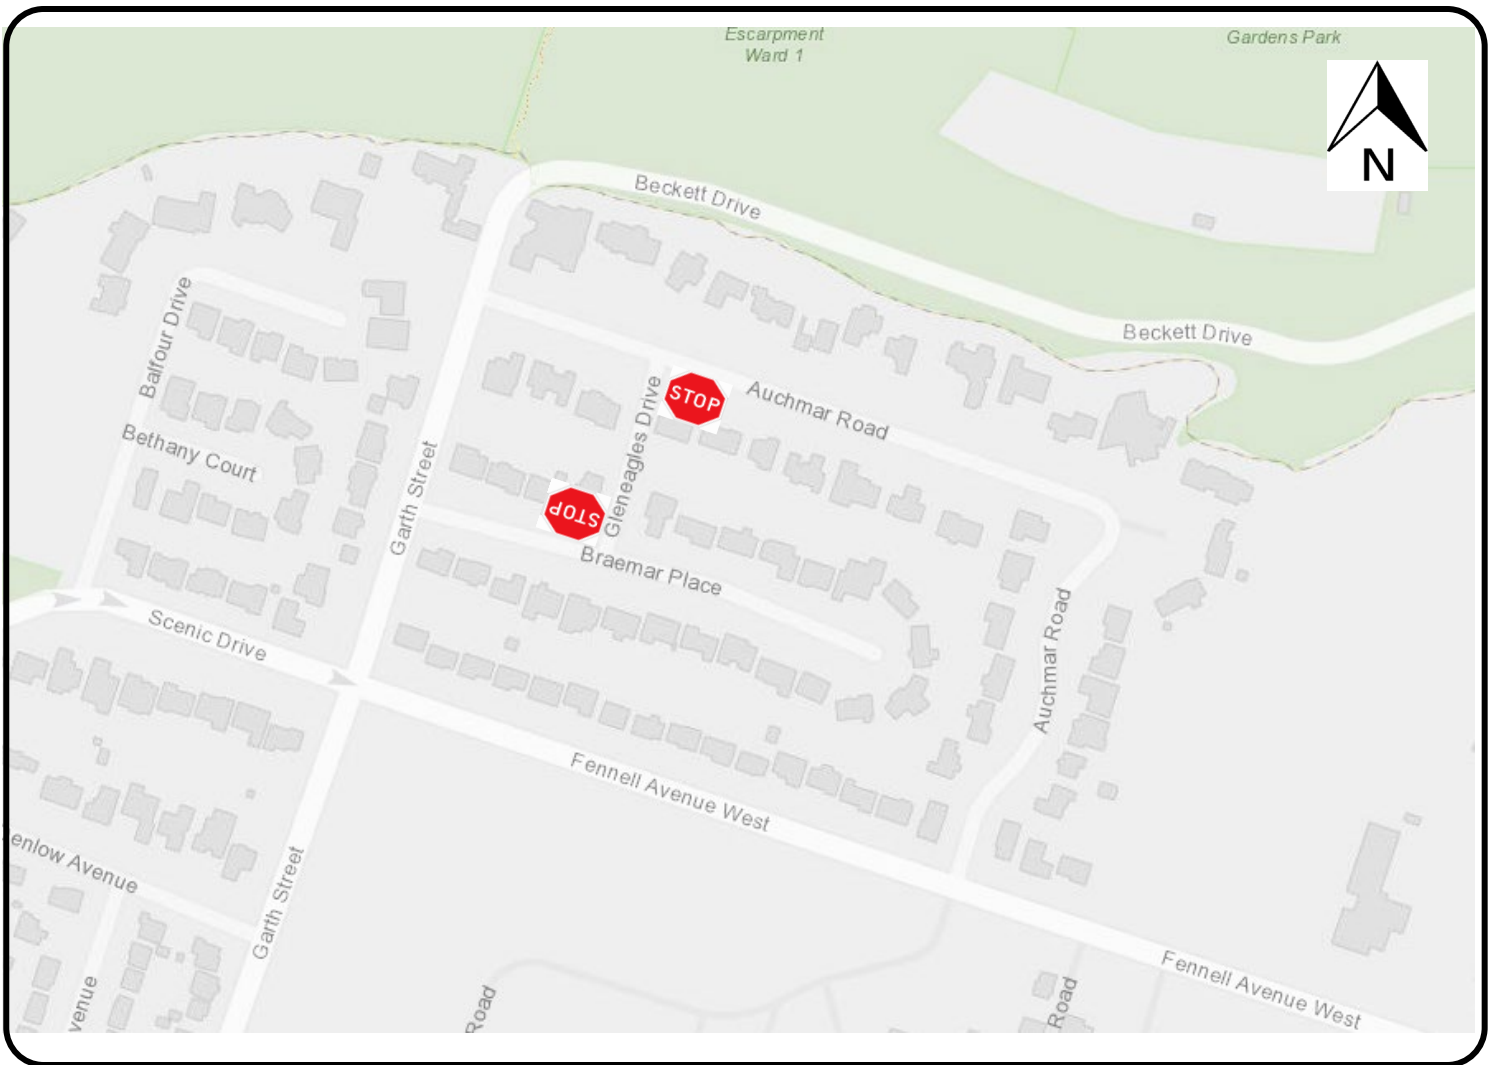 Escarpment
Ward 1
Gardens Park
N
Beckett Drive
Beckett Drive
Balfour Drive
Gleneagles Drive
STOP
Auchmar Road
Bethany Court
Garth Street
STOP
Braemar Place
Scenic Drive
Auchmar Road
Fennell Avenue West
enlow Avenue
Garth Street
venue
Road
Road
Fennell Avenue West